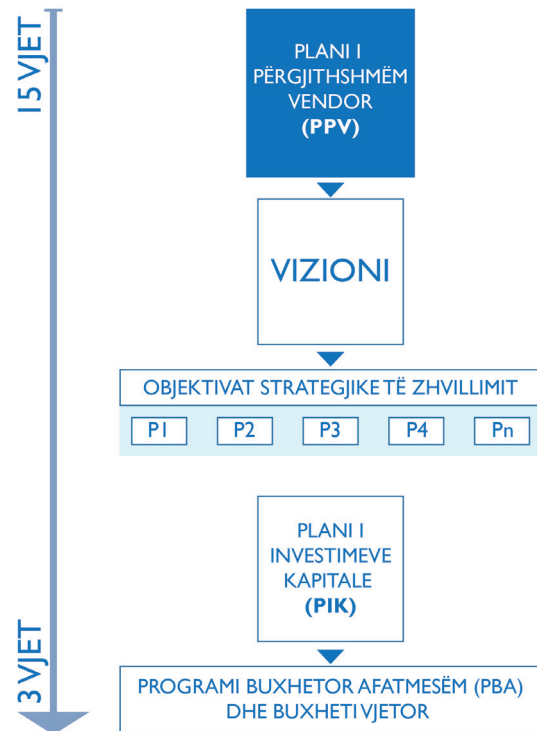 15 VJET
PLANI I
PËRGJITHSHMËM
VENDOR
(PPV)
VIZIONI
OBJEKTIVAT STRATEGJIKE TË ZHVILLIMIT
P1 P2 P3 P4 Pn
PLANI I
INVESTIMEVE
KAPITALE
(PIK)
3 VJET
PROGRAMI BUXHETOR AFATMESËM (PBA)
DHE BUXHETI VJETOR